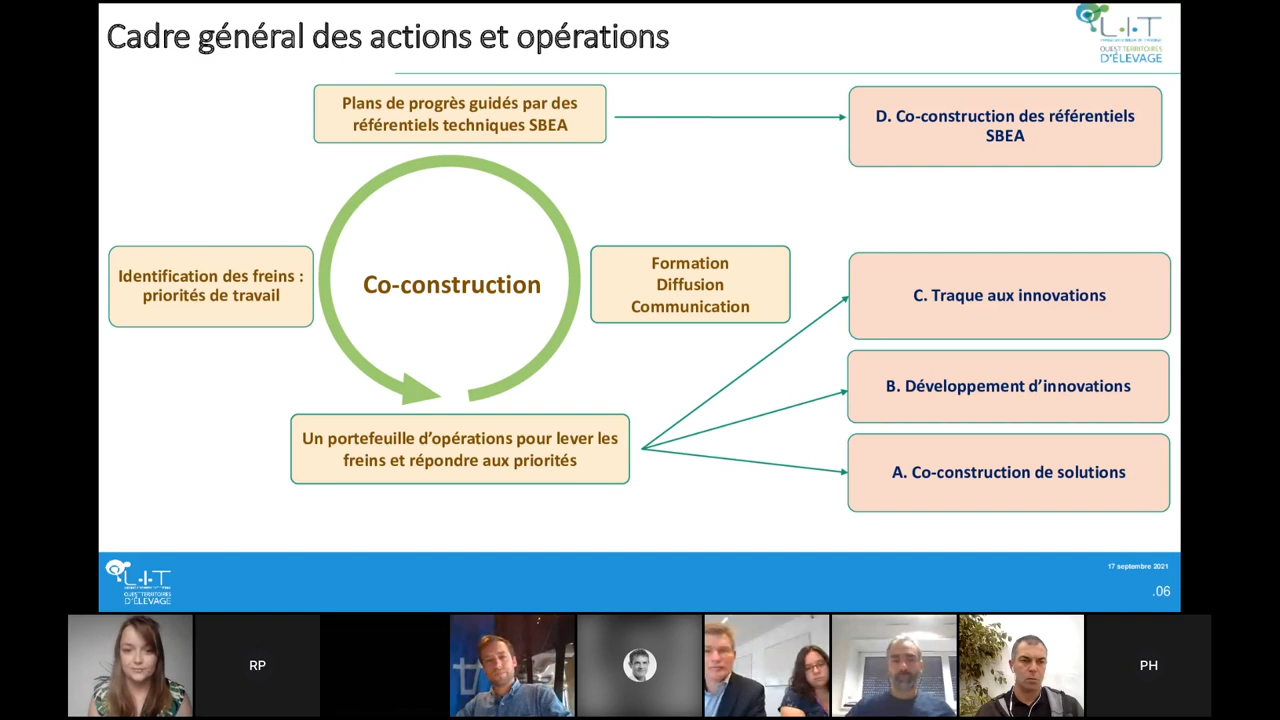 Cadre général des actions et opérations
L·I·T
OUEST TERRITOIRES
D'ÉLEVAGE
Plans de progrès guidés par des
référentiels techniques SBEA
D. Co-construction des référentiels
SBEA
Identification des freins :
priorités de travail
Co-construction
Formation
Diffusion
Communication
C. Traque aux innovations
B. Développement d’innovations
Un portefeuille d’opérations pour lever les
freins et répondre aux priorités
A. Co-construction de solutions
17 septembre 2021
.06
L·I·T
OUEST TERRITOIRES
D'ÉLEVAGE
RP
PH